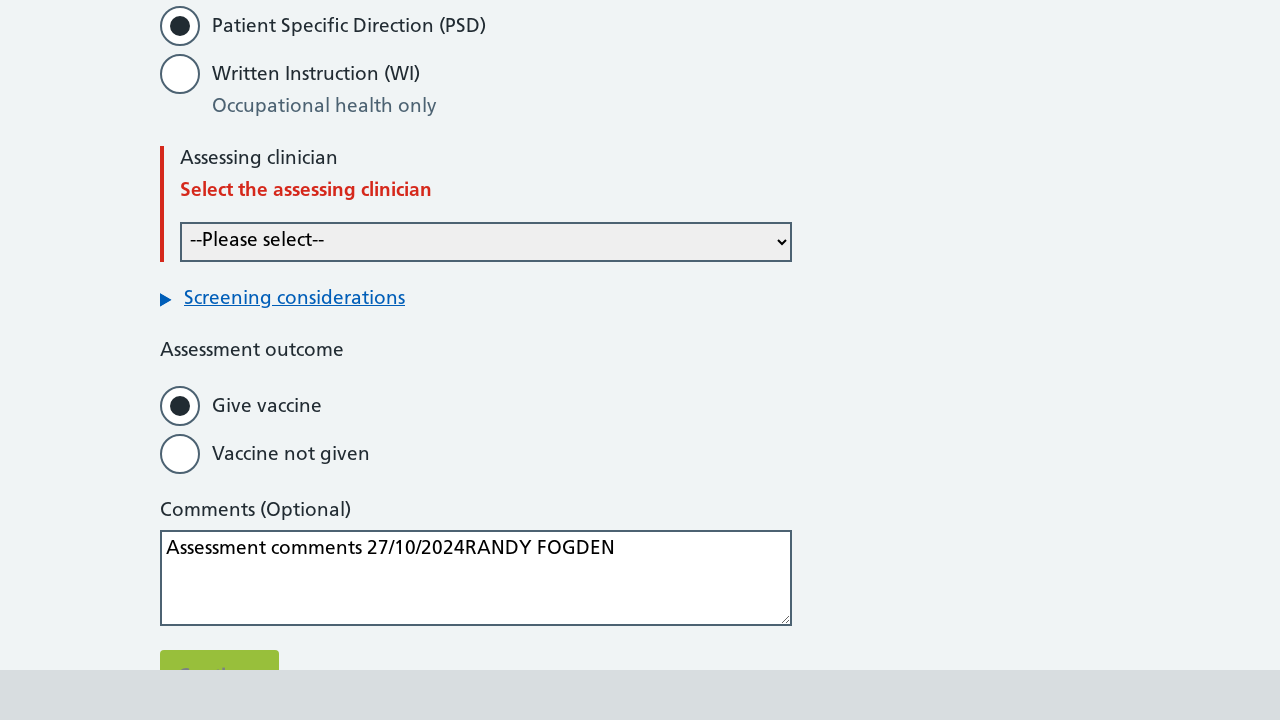 Patient Specific Direction (PSD)
Written Instruction (WI)
Occupational health only
Assessing clinician
Select the assessing clinician
--Please select--
Screening considerations
Assessment outcome
Give vaccine
Vaccine not given
Comments (Optional)
Assessment comments 27/10/2024RANDY FOGDEN